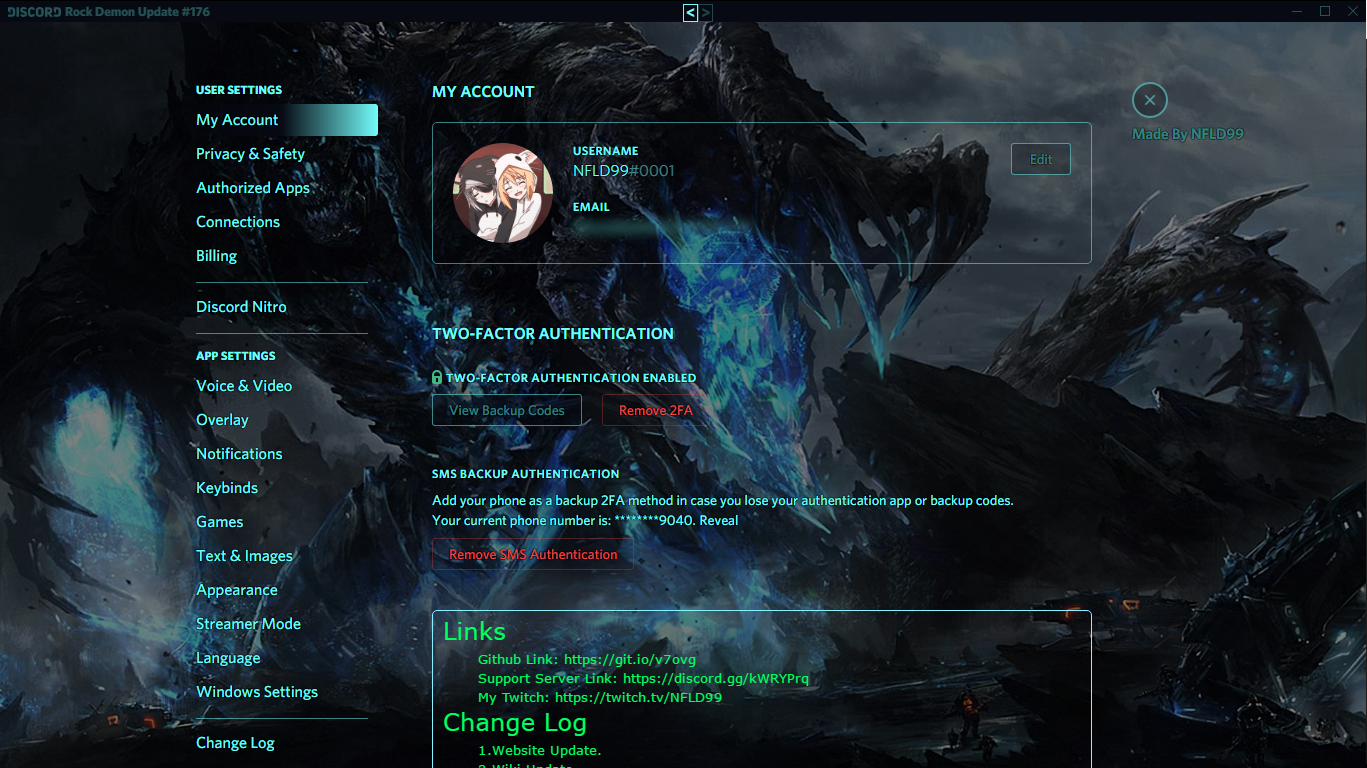 DISCORD Rock Demon Update #176
< >
USER SETTINGS
My Account
Privacy & Safety
Authorized Apps
Connections
Billing
Discord Nitro
APP SETTINGS
Voice & Video
Overlay
Notifications
Keybinds
Games
Text & Images
Appearance
Streamer Mode
Language
Windows Settings
Change Log
MY ACCOUNT
USERNAME
NFLD99#0001
Edit
EMAIL
Made By NFLD99
TWO-FACTOR AUTHENTICATION
TWO-FACTOR AUTHENTICATION ENABLED
View Backup Codes
Remove 2FA
SMS BACKUP AUTHENTICATION
Add your phone as a backup 2FA method in case you lose your authentication app or backup codes.
Your current phone number is: ********9040. Reveal
Remove SMS Authentication
Links
Github Link: https://git.io/v7ovg
Support Server Link: https://discord.gg/kWRYPrq
My Twitch: https://twitch.tv/NFLD99
Change Log
1.Website Update.
2.Wiki Update